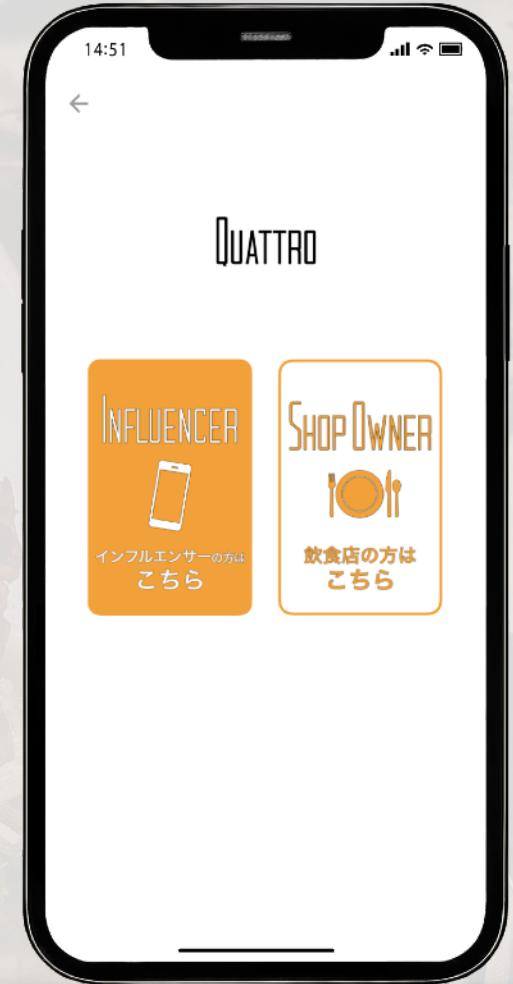 14:51
QUATTRO
INFLUENCER
インフルエンサーの方は
こちら
SHOP OWNER
飲食店の方は
こちら